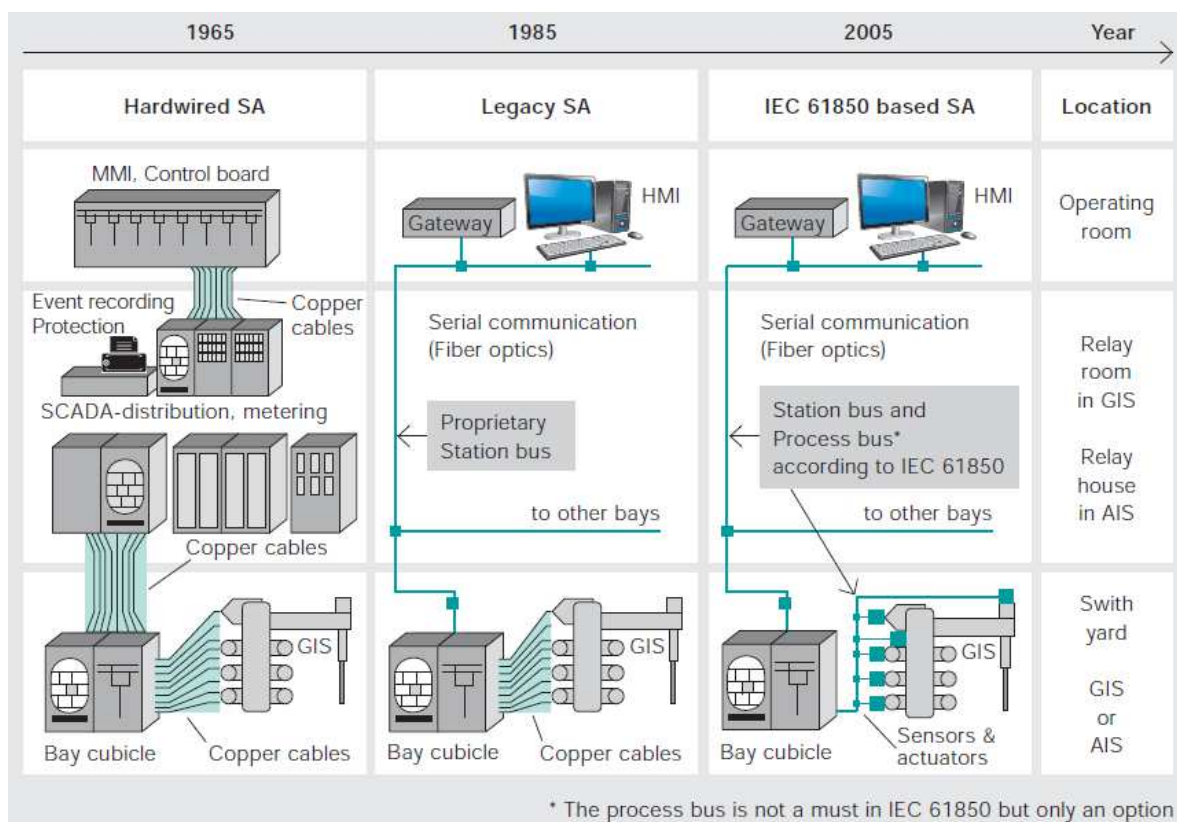 1965
1985
2005
Year
Hardwired SA
Legacy SA
IEC 61850 based SA
Location
MMI, Control board
Event recording
Protection
Copper
cables
SCADA-distribution, metering
Copper cables
GIS
Bay cubicle
Copper cables
Gateway
HMI
Serial communication
(Fiber optics)
Proprietary
Station bus
to other bays
GIS
Bay cubicle
Copper cables
Gateway
HMI
Serial communication
(Fiber optics)
Station bus and
Process bus*
according to IEC 61850
to other bays
GIS
Bay cubicle
Sensors &
actuators
Operating
room
Relay
room
in GIS
Relay
house
in AIS
Swith
yard
GIS
or
AIS
* The process bus is not a must in IEC 61850 but only an option